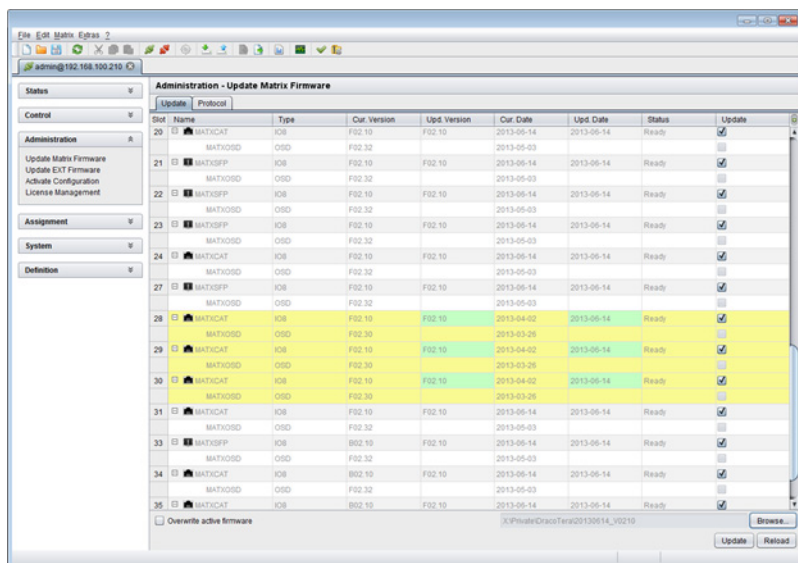 File Edit Matrix Extras ?
admin@192.168.100.210
Status
Control
Administration
Update Matrix Firmware
Update EXT Firmware
Activate Configuration
License Management
Assignment
System
Definition
Administration - Update Matrix Firmware
Update Protocol
Slot Name Type Cur. Version Upd. Version Cur. Date Upd. Date Status Update
20 MATXCAT IO8 F02.10 F02.10 2013-06-14 2013-06-14 Ready
MATXOSD OSD F02.32 2013-05-03
21 MATXSFP IO8 F02.10 F02.10 2013-06-14 2013-06-14 Ready
MATXOSD OSD F02.32 2013-05-03
22 MATXSFP IO8 F02.10 F02.10 2013-06-14 2013-06-14 Ready
MATXOSD OSD F02.32 2013-05-03
23 MATXSFP IO8 F02.10 F02.10 2013-06-14 2013-06-14 Ready
MATXOSD OSD F02.32 2013-05-03
24 MATXCAT IO8 F02.10 F02.10 2013-06-14 2013-06-14 Ready
MATXOSD OSD F02.32 2013-05-03
27 MATXSFP IO8 F02.10 F02.10 2013-06-14 2013-06-14 Ready
MATXOSD OSD F02.32 2013-05-03
28 MATXCAT IO8 F02.10 F02.10 2013-04-02 2013-06-14 Ready
MATXOSD OSD F02.30 2013-03-26
29 MATXCAT IO8 F02.10 F02.10 2013-04-02 2013-06-14 Ready
MATXOSD OSD F02.30 2013-03-26
30 MATXCAT IO8 F02.10 F02.10 2013-04-02 2013-06-14 Ready
MATXOSD OSD F02.30 2013-03-26
31 MATXCAT IO8 F02.10 F02.10 2013-06-14 2013-06-14 Ready
MATXOSD OSD F02.32 2013-05-03
33 MATXSFP IO8 B02.10 F02.10 2013-06-14 2013-06-14 Ready
MATXOSD OSD F02.32 2013-05-03
34 MATXCAT IO8 B02.10 F02.10 2013-06-14 2013-06-14 Ready
MATXOSD OSD F02.32 2013-05-03
35 MATXCAT IO8 B02.10 F02.10 2013-06-14 2013-06-14 Ready
Overwrite active firmware X:\Private\DracoTera\20130614_V0210 Browse...
Update Reload